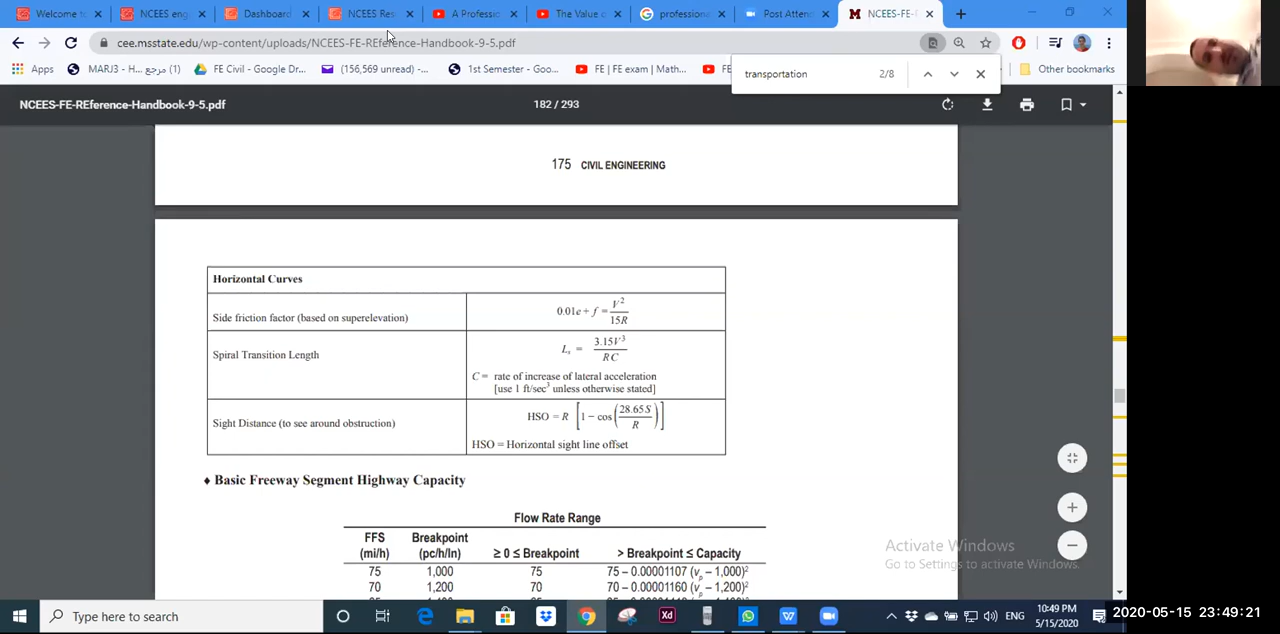 Welcome to
NCEES eng
Dashboard
NCEES Res
A Professio
The Value o
professiona
Post Attend
NCEES-FE-F
cee.msstate.edu/wp-content/uploads/NCEES-FE-REference-Handbook-9-5.pdf
Apps
MARJ3 - H... مرجع (1)
FE Civil - Google Dr...
(156,569 unread) -...
1st Semester - Goo...
FE | FE exam | Math...
FE
Other bookmarks
transportation
2/8
NCEES-FE-REference-Handbook-9-5.pdf
182 / 293
175 CIVIL ENGINEERING
Horizontal Curves
Side friction factor (based on superelevation)
0.01e + f = V²/15R
Spiral Transition Length
Ls = 3.15V³/RC
C = rate of increase of lateral acceleration
[use 1 ft/sec³ unless otherwise stated]
Sight Distance (to see around obstruction)
HSO = R [1 − cos(28.65S/R)]
HSO = Horizontal sight line offset
♦ Basic Freeway Segment Highway Capacity
Flow Rate Range
FFS (mi/h)
Breakpoint (pc/h/ln)
≥ 0 ≤ Breakpoint
> Breakpoint ≤ Capacity
75 1,000 75 75 − 0.00001107 (vp − 1,000)²
70 1,200 70 70 − 0.00001160 (vp − 1,200)²
Activate Windows
Go to Settings to activate Windows.
Type here to search
Xd
ENG
10:49 PM
5/15/2020
2020-05-15 23:49:21